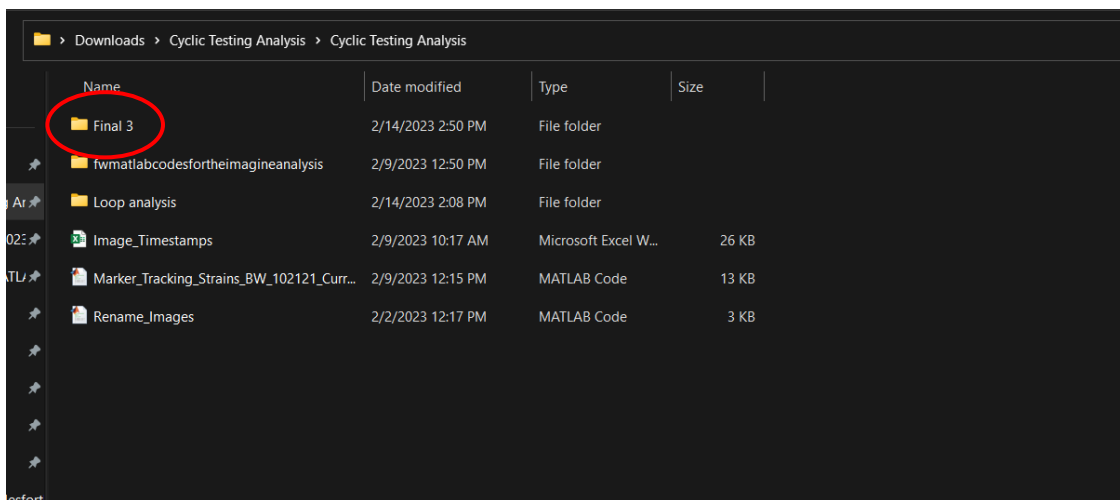 Downloads > Cyclic Testing Analysis > Cyclic Testing Analysis
Name Date modified Type Size
Final 3 2/14/2023 2:50 PM File folder
fwmatlabcodesfortheimagineanalysis 2/9/2023 12:50 PM File folder
Loop analysis 2/14/2023 2:08 PM File folder
Image_Timestamps 2/9/2023 10:17 AM Microsoft Excel W... 26 KB
Marker_Tracking_Strains_BW_102121_Curr... 2/9/2023 12:15 PM MATLAB Code 13 KB
Rename_Images 2/2/2023 12:17 PM MATLAB Code 3 KB